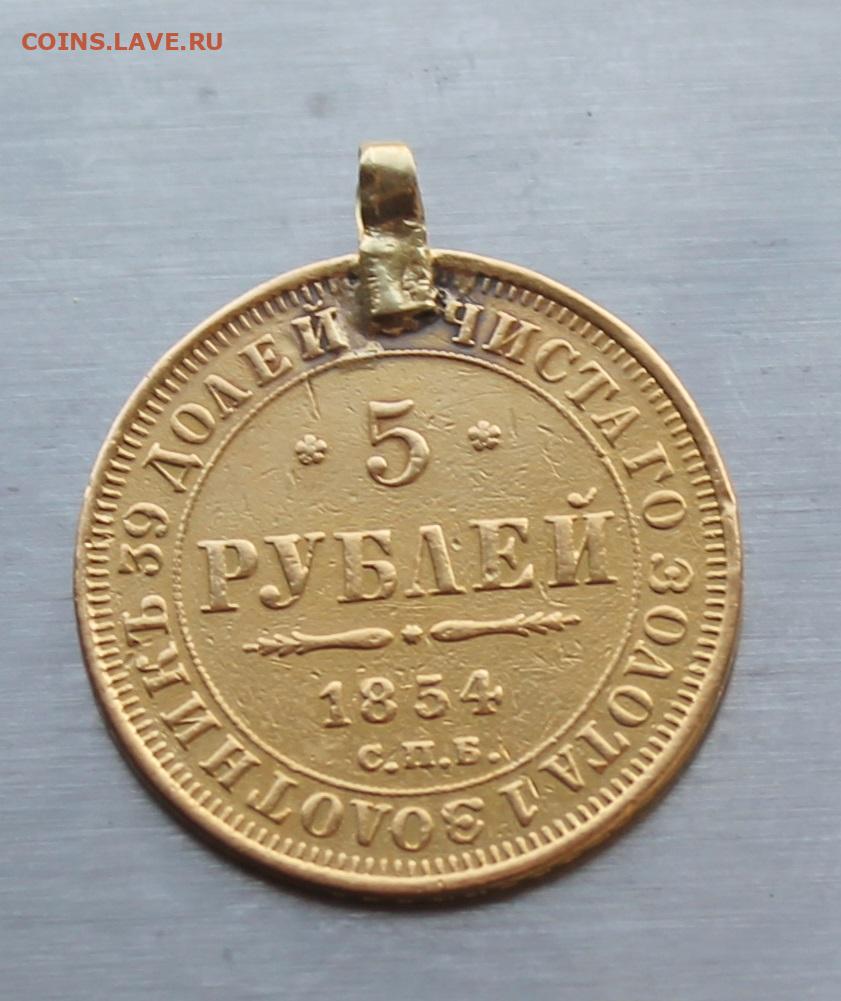 COINS.LAVE.RU
ЧИСТАГО ЗОЛОТА 1 ЗОЛОТНИКЪ 39 ДОЛЕЙ
5
РУБЛЕЙ
1854
С.П.Б.